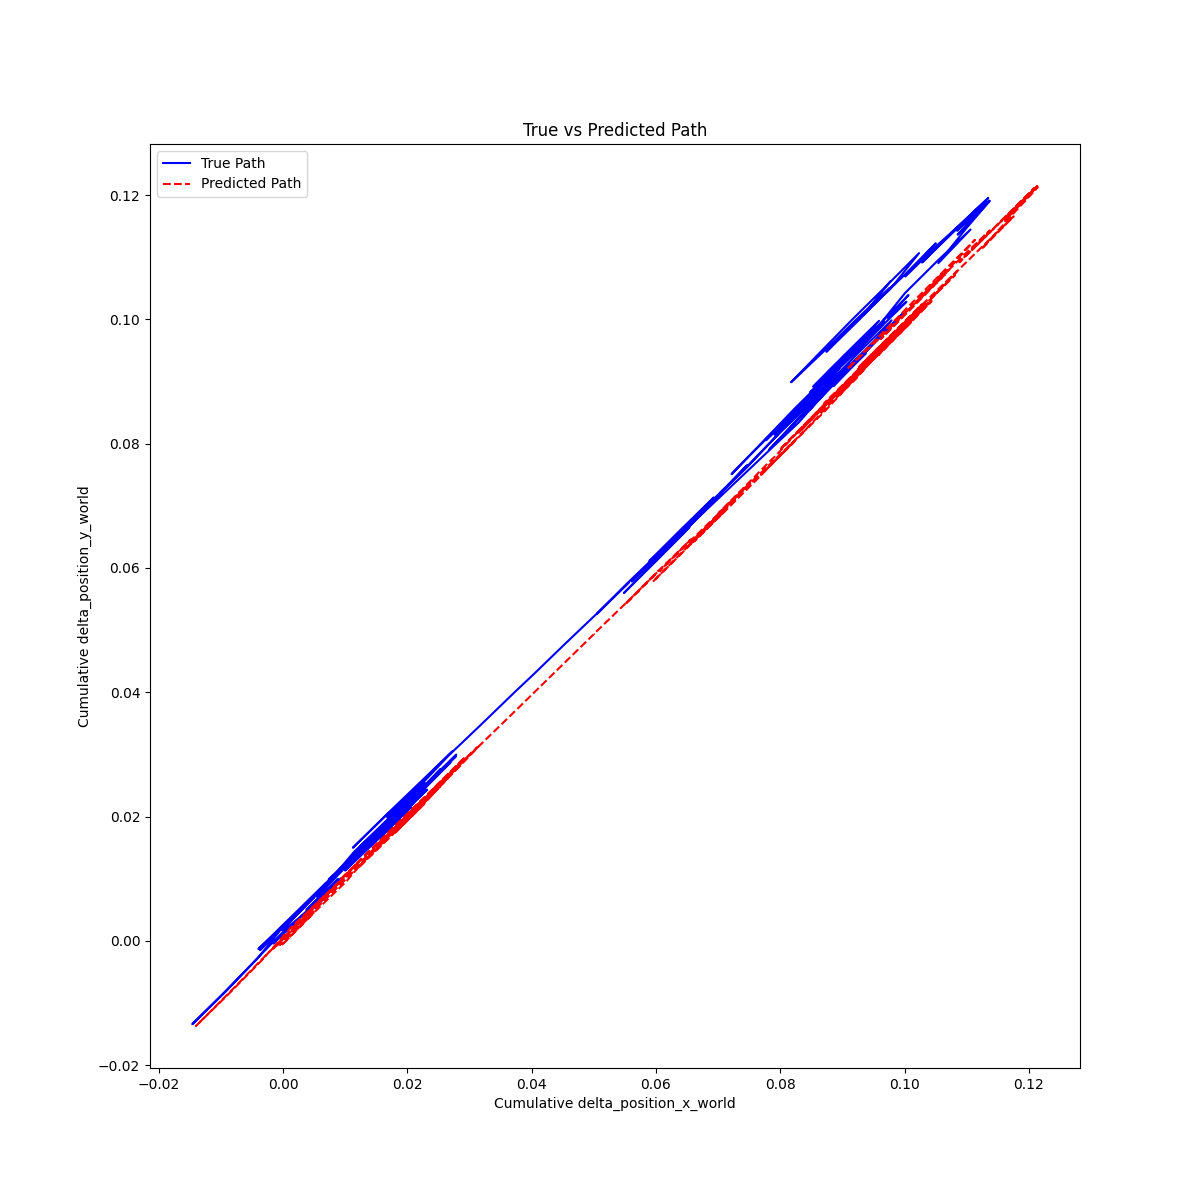 True vs Predicted Path
True Path
Predicted Path
0.12
0.10
0.08
0.06
0.04
0.02
0.00
−0.02
Cumulative delta_position_y_world
−0.02 0.00 0.02 0.04 0.06 0.08 0.10 0.12
Cumulative delta_position_x_world